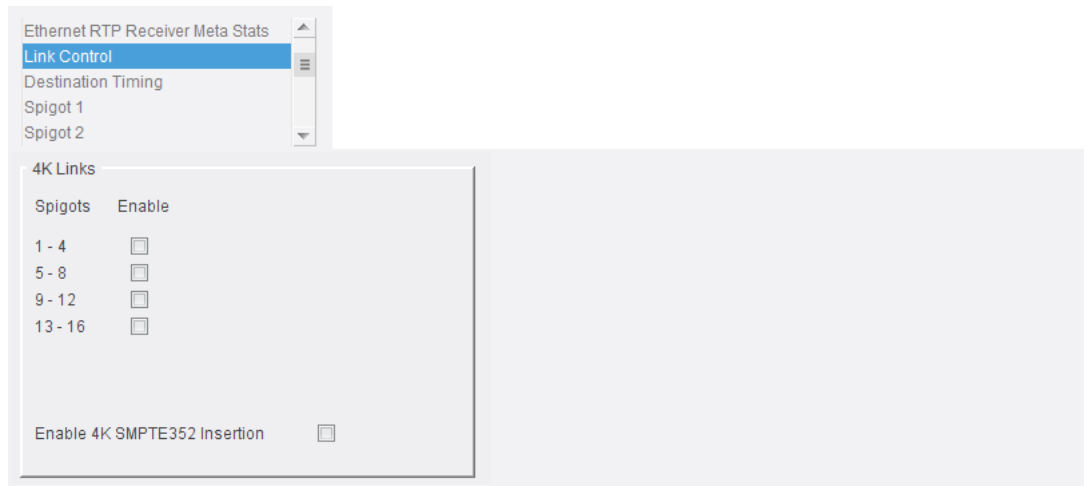 Ethernet RTP Receiver Meta Stats
Link Control
Destination Timing
Spigot 1
Spigot 2
4K Links
Spigots Enable
1 - 4
5 - 8
9 - 12
13 - 16
Enable 4K SMPTE352 Insertion